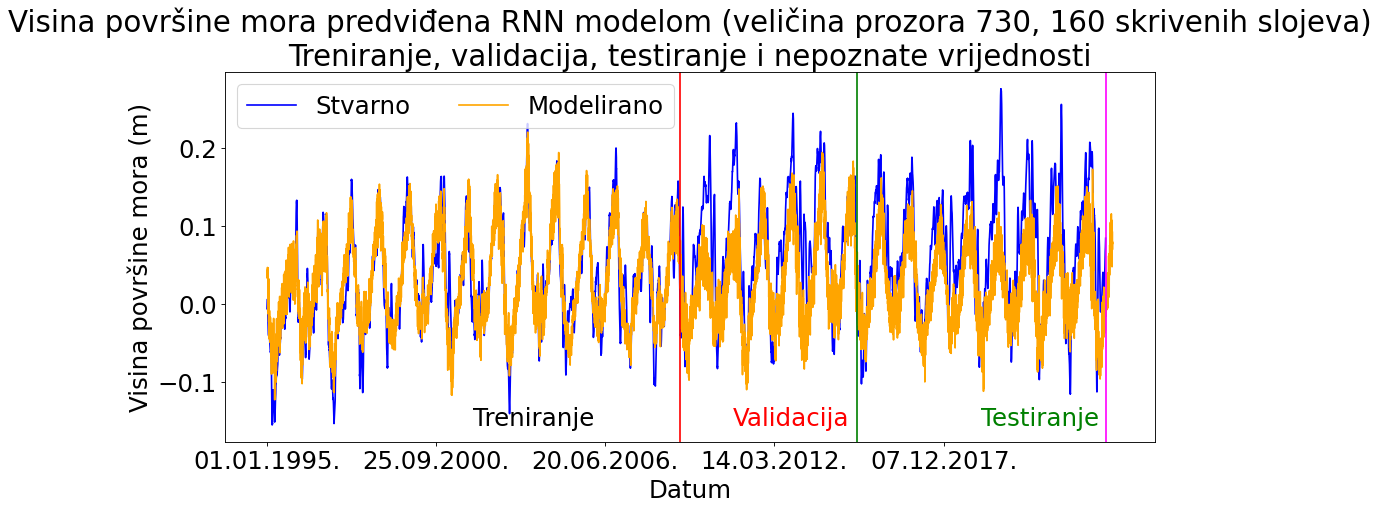 Visina površine mora predviđena RNN modelom (veličina prozora 730, 160 skrivenih slojeva)
Treniranje, validacija, testiranje i nepoznate vrijednosti
Stvarno Modelirano
Visina površine mora (m)
0.2
0.1
0.0
−0.1
Treniranje Validacija Testiranje
01.01.1995. 25.09.2000. 20.06.2006. 14.03.2012. 07.12.2017.
Datum